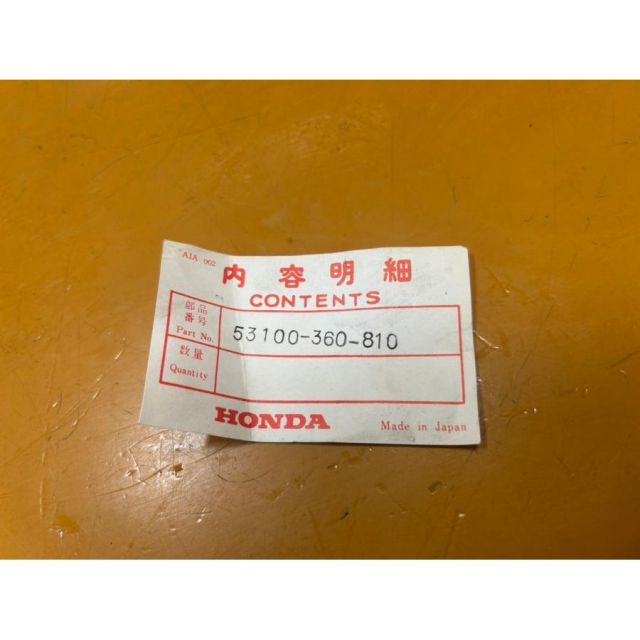 A1A 002
内容明細
CONTENTS
部品
番号
Part No.
53100-360-810
数量
Quantity
HONDA
Made in Japan